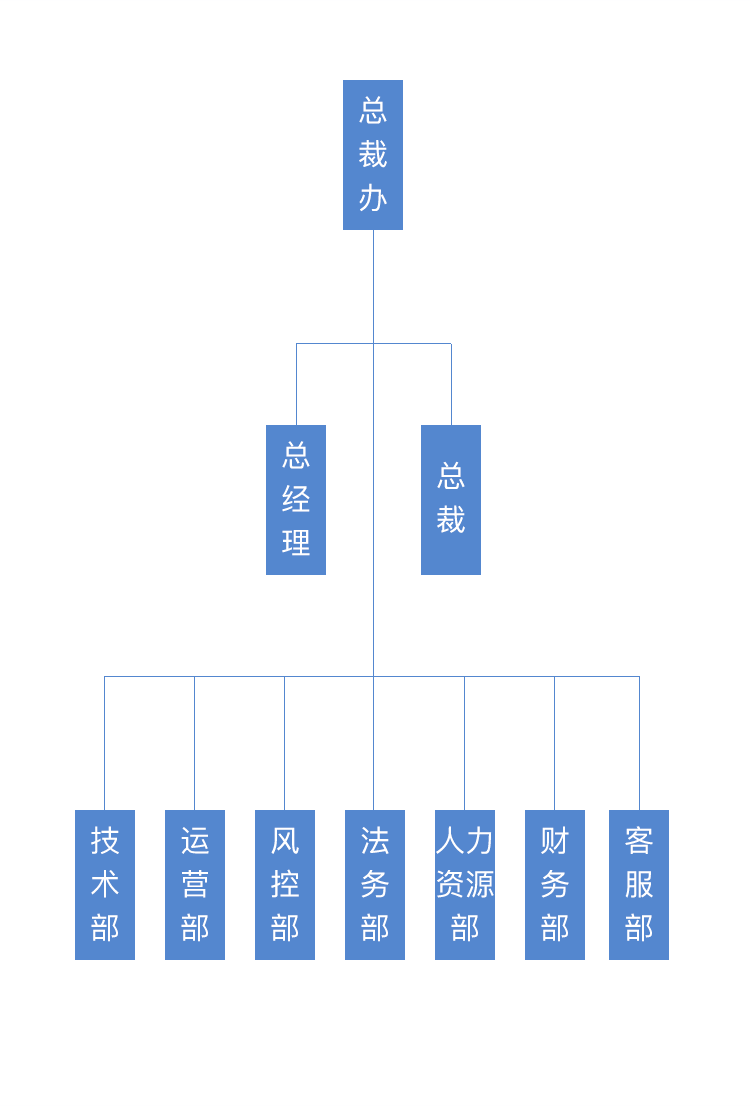 总
裁
办
总
经
理
总
裁
技
术
部
运
营
部
风
控
部
法
务
部
人力
资源
部
财
务
部
客
服
部